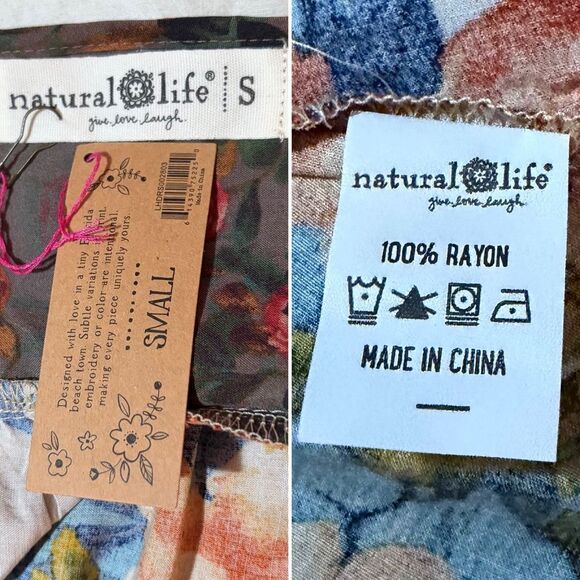 natural life® S
give.love.laugh.
LHDRS002803
Made in China
Designed with love in a tiny Florida
beach town. Subtle variations in print,
embroidery or color are intentional,
making every piece uniquely yours.
SMALL
natural life®
give.love.laugh.
100% RAYON
MADE IN CHINA